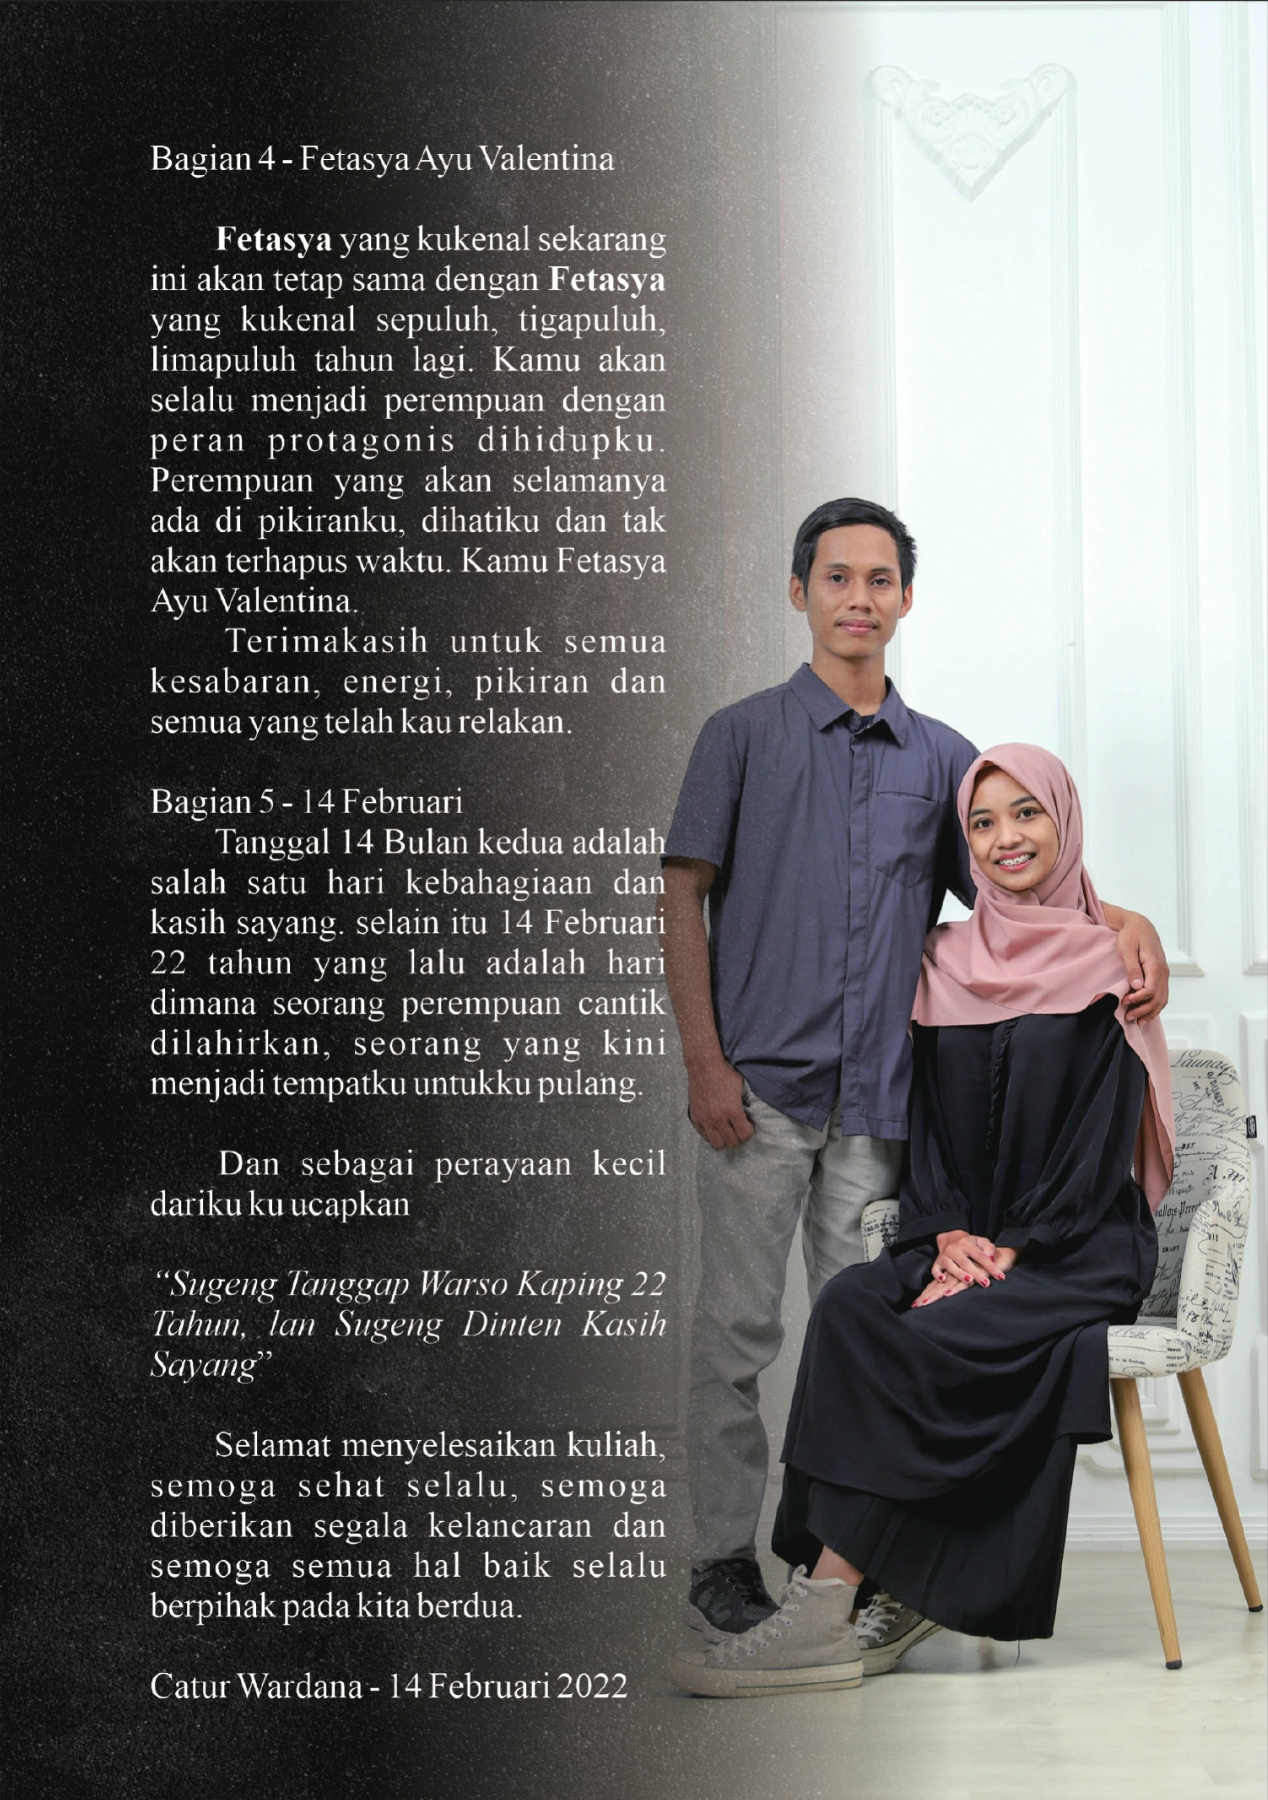 Bagian 4 - Fetasya Ayu Valentina
Fetasya yang kukenal sekarang
ini akan tetap sama dengan Fetasya
yang kukenal sepuluh, tigapuluh,
limapuluh tahun lagi. Kamu akan
selalu menjadi perempuan dengan
peran protagonis dihidupku.
Perempuan yang akan selamanya
ada di pikiranku, dihatiku dan tak
akan terhapus waktu. Kamu Fetasya
Ayu Valentina.
Terimakasih untuk semua
kesabaran, energi, pikiran dan
semua yang telah kau relakan.
Bagian 5 - 14 Februari
Tanggal 14 Bulan kedua adalah
salah satu hari kebahagiaan dan
kasih sayang. selain itu 14 Februari
22 tahun yang lalu adalah hari
dimana seorang perempuan cantik
dilahirkan, seorang yang kini
menjadi tempatku untukku pulang.
Dan sebagai perayaan kecil
dariku ku ucapkan
“Sugeng Tanggap Warso Kaping 22
Tahun, lan Sugeng Dinten Kasih
Sayang”
Selamat menyelesaikan kuliah,
semoga sehat selalu, semoga
diberikan segala kelancaran dan
semoga semua hal baik selalu
berpihak pada kita berdua.
Catur Wardana - 14 Februari 2022